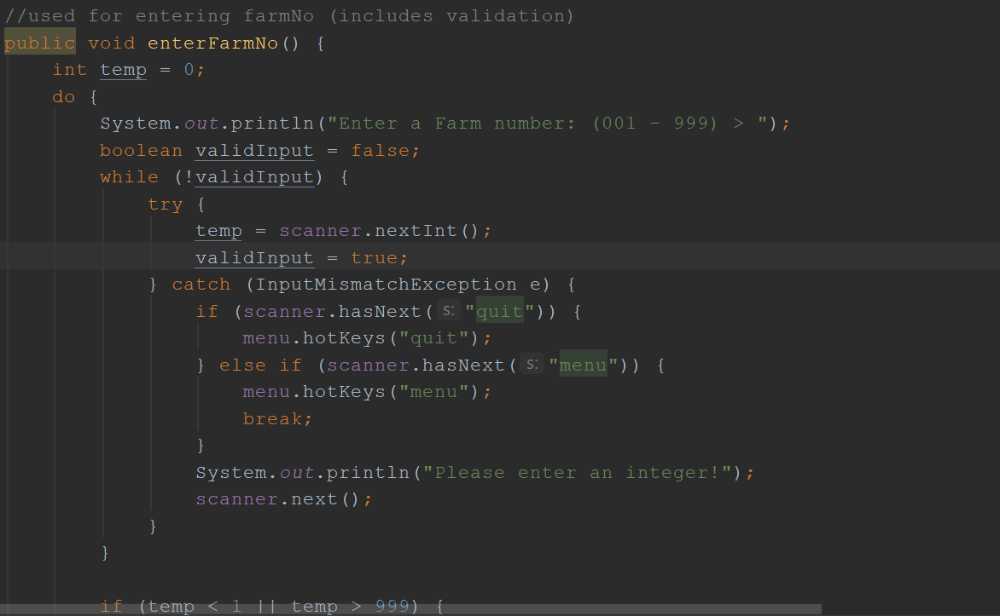 //used for entering farmNo (includes validation)
public void enterFarmNo() {
    int temp = 0;
    do {
        System.out.println("Enter a Farm number: (001 - 999) > ");
        boolean validInput = false;
        while (!validInput) {
            try {
                temp = scanner.nextInt();
                validInput = true;
            } catch (InputMismatchException e) {
                if (scanner.hasNext( s: "quit")) {
                    menu.hotKeys("quit");
                } else if (scanner.hasNext( s: "menu")) {
                    menu.hotKeys("menu");
                    break;
                }
                System.out.println("Please enter an integer!");
                scanner.next();
            }
        }

        if (temp < 1 || temp > 999) {